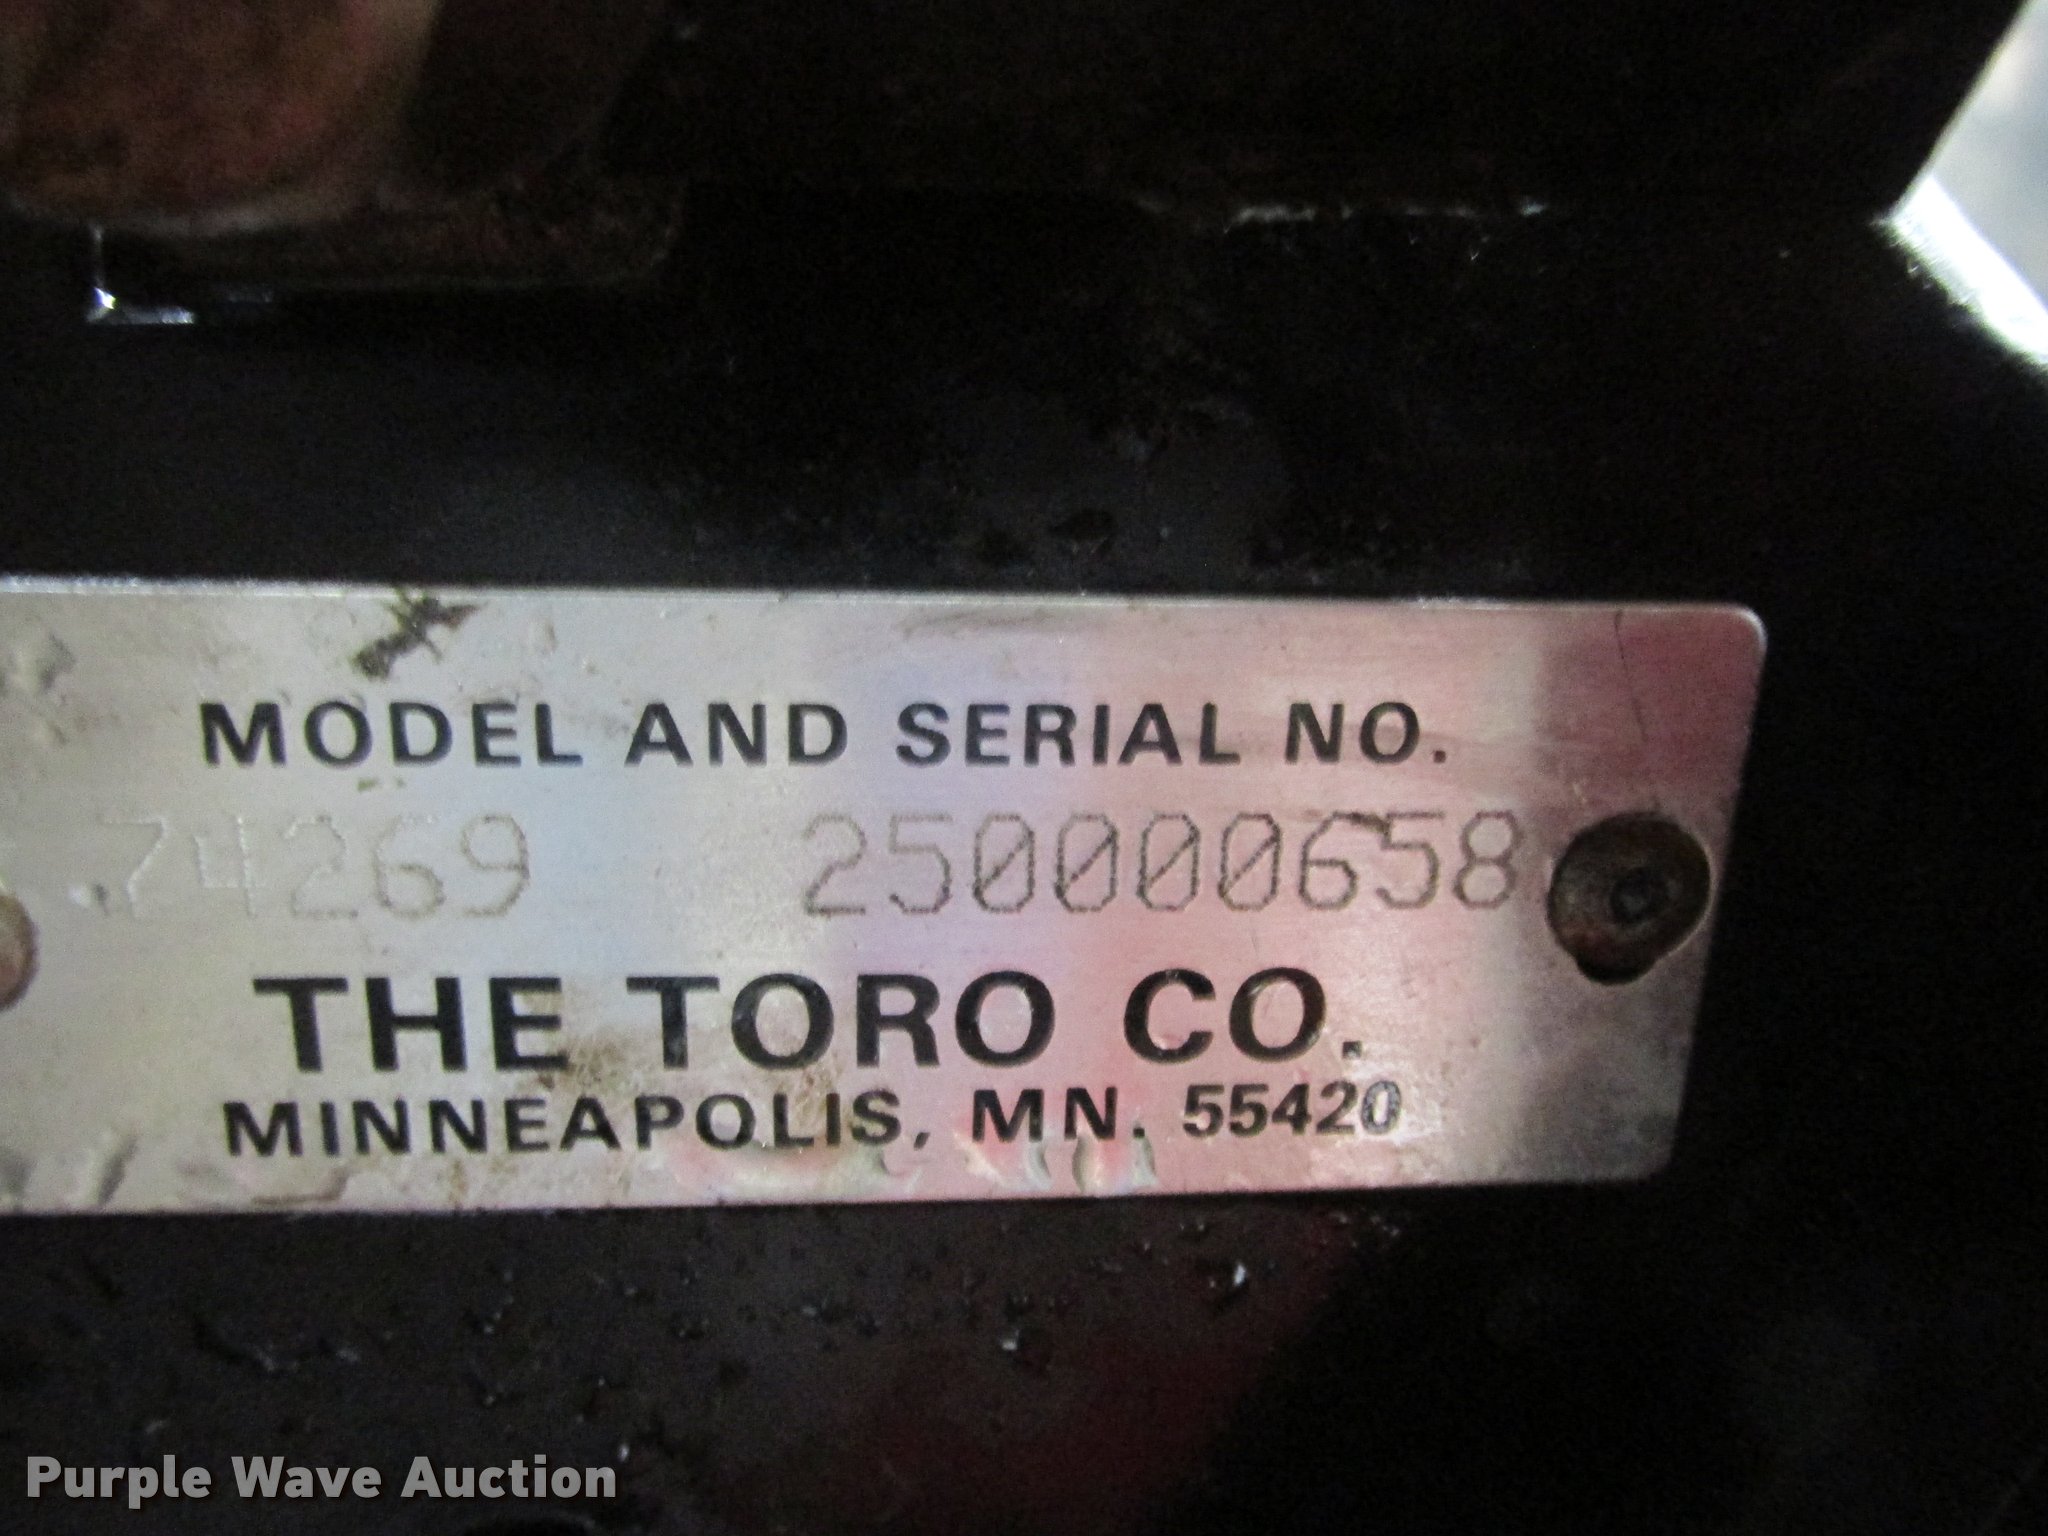 MODEL AND SERIAL NO.
74269 250000658
THE TORO CO.
MINNEAPOLIS, MN. 55420
Purple Wave Auction